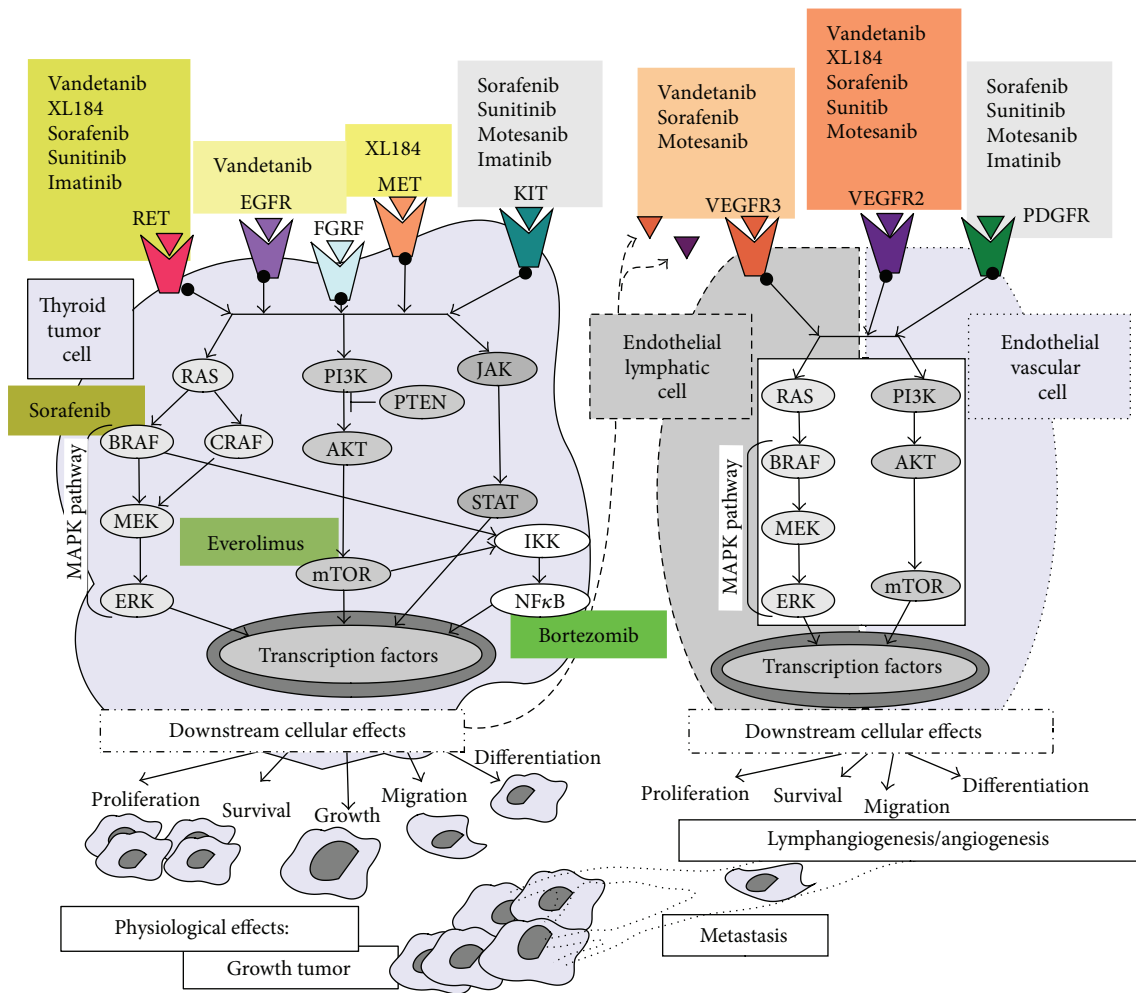 Vandetanib
XL184
Sorafenib
Sunitinib
Imatinib
RET
Vandetanib
EGFR
FGRF
XL184
MET
Sorafenib
Sunitinib
Motesanib
Imatinib
KIT
Vandetanib
Sorafenib
Motesanib
VEGFR3
Vandetanib
XL184
Sorafenib
Sunitib
Motesanib
VEGFR2
Sorafenib
Sunitinib
Motesanib
Imatinib
PDGFR
Thyroid
tumor
cell
Sorafenib
RAS
PI3K
JAK
PTEN
BRAF
CRAF
AKT
MAPK pathway
MEK
STAT
Everolimus
IKK
mTOR
ERK
NFκB
Bortezomib
Transcription factors
Downstream cellular effects
Proliferation
Survival
Growth
Migration
Differentiation
Endothelial
lymphatic
cell
Endothelial
vascular
cell
RAS
PI3K
BRAF
AKT
MAPK pathway
MEK
mTOR
ERK
Transcription factors
Downstream cellular effects
Proliferation
Survival
Migration
Differentiation
Lymphangiogenesis/angiogenesis
Physiological effects:
Growth tumor
Metastasis